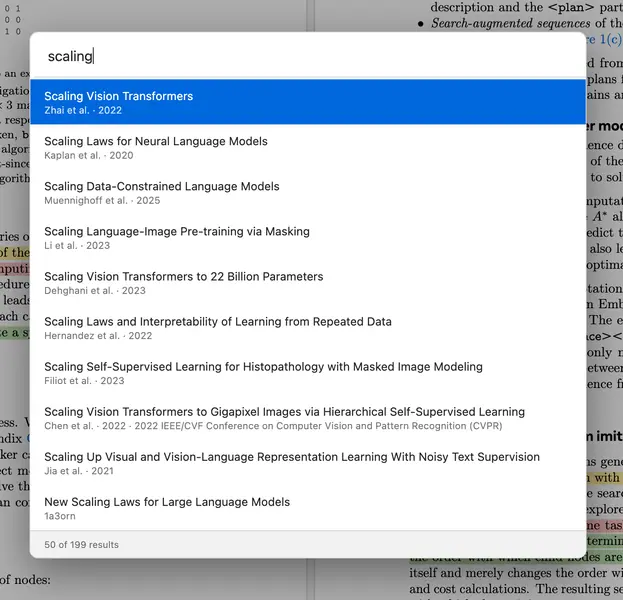 0 1
0 0
1 0
description and the <plan> part
• Search-augmented sequences of the
scaling
Scaling Vision Transformers
Zhai et al. · 2022
Scaling Laws for Neural Language Models
Kaplan et al. · 2020
Scaling Data-Constrained Language Models
Muennighoff et al. · 2025
Scaling Language-Image Pre-training via Masking
Li et al. · 2023
Scaling Vision Transformers to 22 Billion Parameters
Dehghani et al. · 2023
Scaling Laws and Interpretability of Learning from Repeated Data
Hernandez et al. · 2022
Scaling Self-Supervised Learning for Histopathology with Masked Image Modeling
Filiot et al. · 2023
Scaling Vision Transformers to Gigapixel Images via Hierarchical Self-Supervised Learning
Chen et al. · 2022 · 2022 IEEE/CVF Conference on Computer Vision and Pattern Recognition (CVPR)
Scaling Up Visual and Vision-Language Representation Learning With Noisy Text Supervision
Jia et al. · 2021
New Scaling Laws for Large Language Models
1a3orn
50 of 199 results
of nodes:
itself and merely changes the order wi
and cost calculations. The resulting se